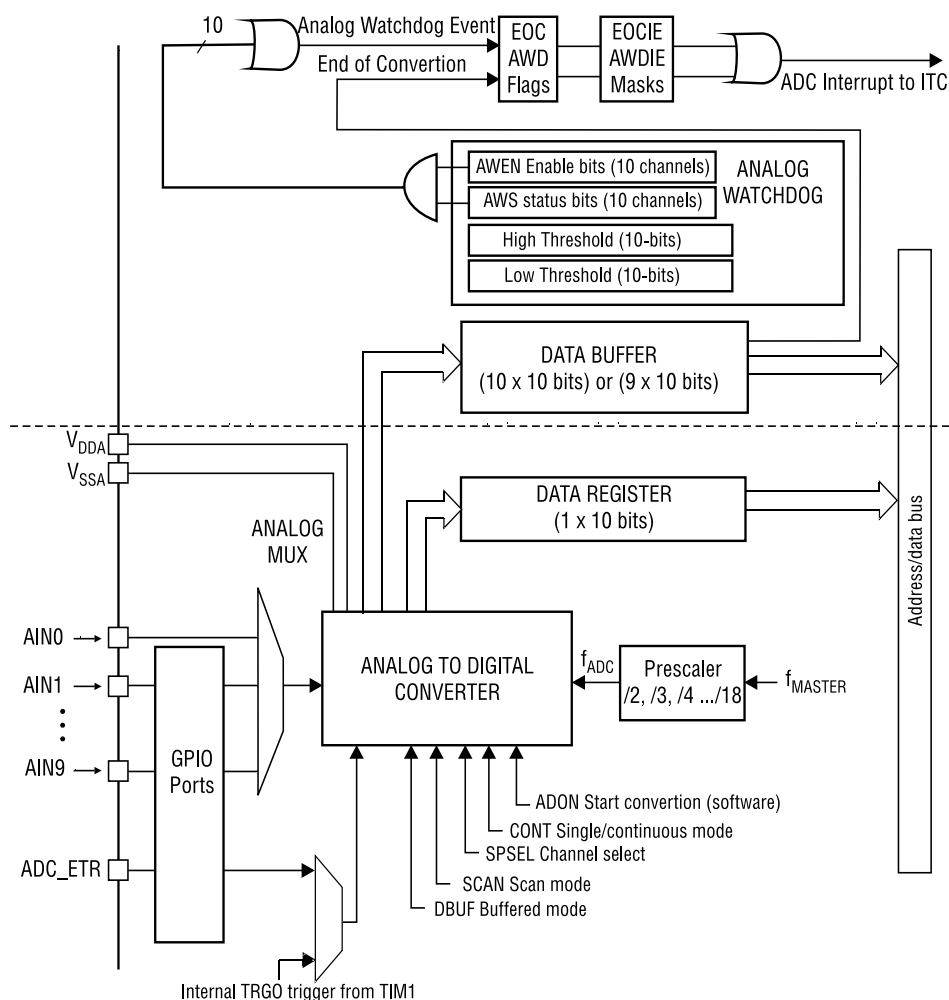 10
Analog Watchdog Event
End of Convertion
EOC
AWD
Flags
EOCIE
AWDIE
Masks
ADC Interrupt to ITC
AWEN Enable bits (10 channels)
AWS status bits (10 channels)
High Threshold (10-bits)
Low Threshold (10-bits)
ANALOG
WATCHDOG
DATA BUFFER
(10 x 10 bits) or (9 x 10 bits)
VDDA
VSSA
DATA REGISTER
(1 x 10 bits)
Address/data bus
ANALOG
MUX
AIN0
AIN1
AIN9
GPIO
Ports
ANALOG TO DIGITAL
CONVERTER
fADC
Prescaler
/2, /3, /4 .../18
fMASTER
ADON Start convertion (software)
CONT Single/continuous mode
SPSEL Channel select
SCAN Scan mode
DBUF Buffered mode
ADC_ETR
Internal TRGO trigger from TIM1